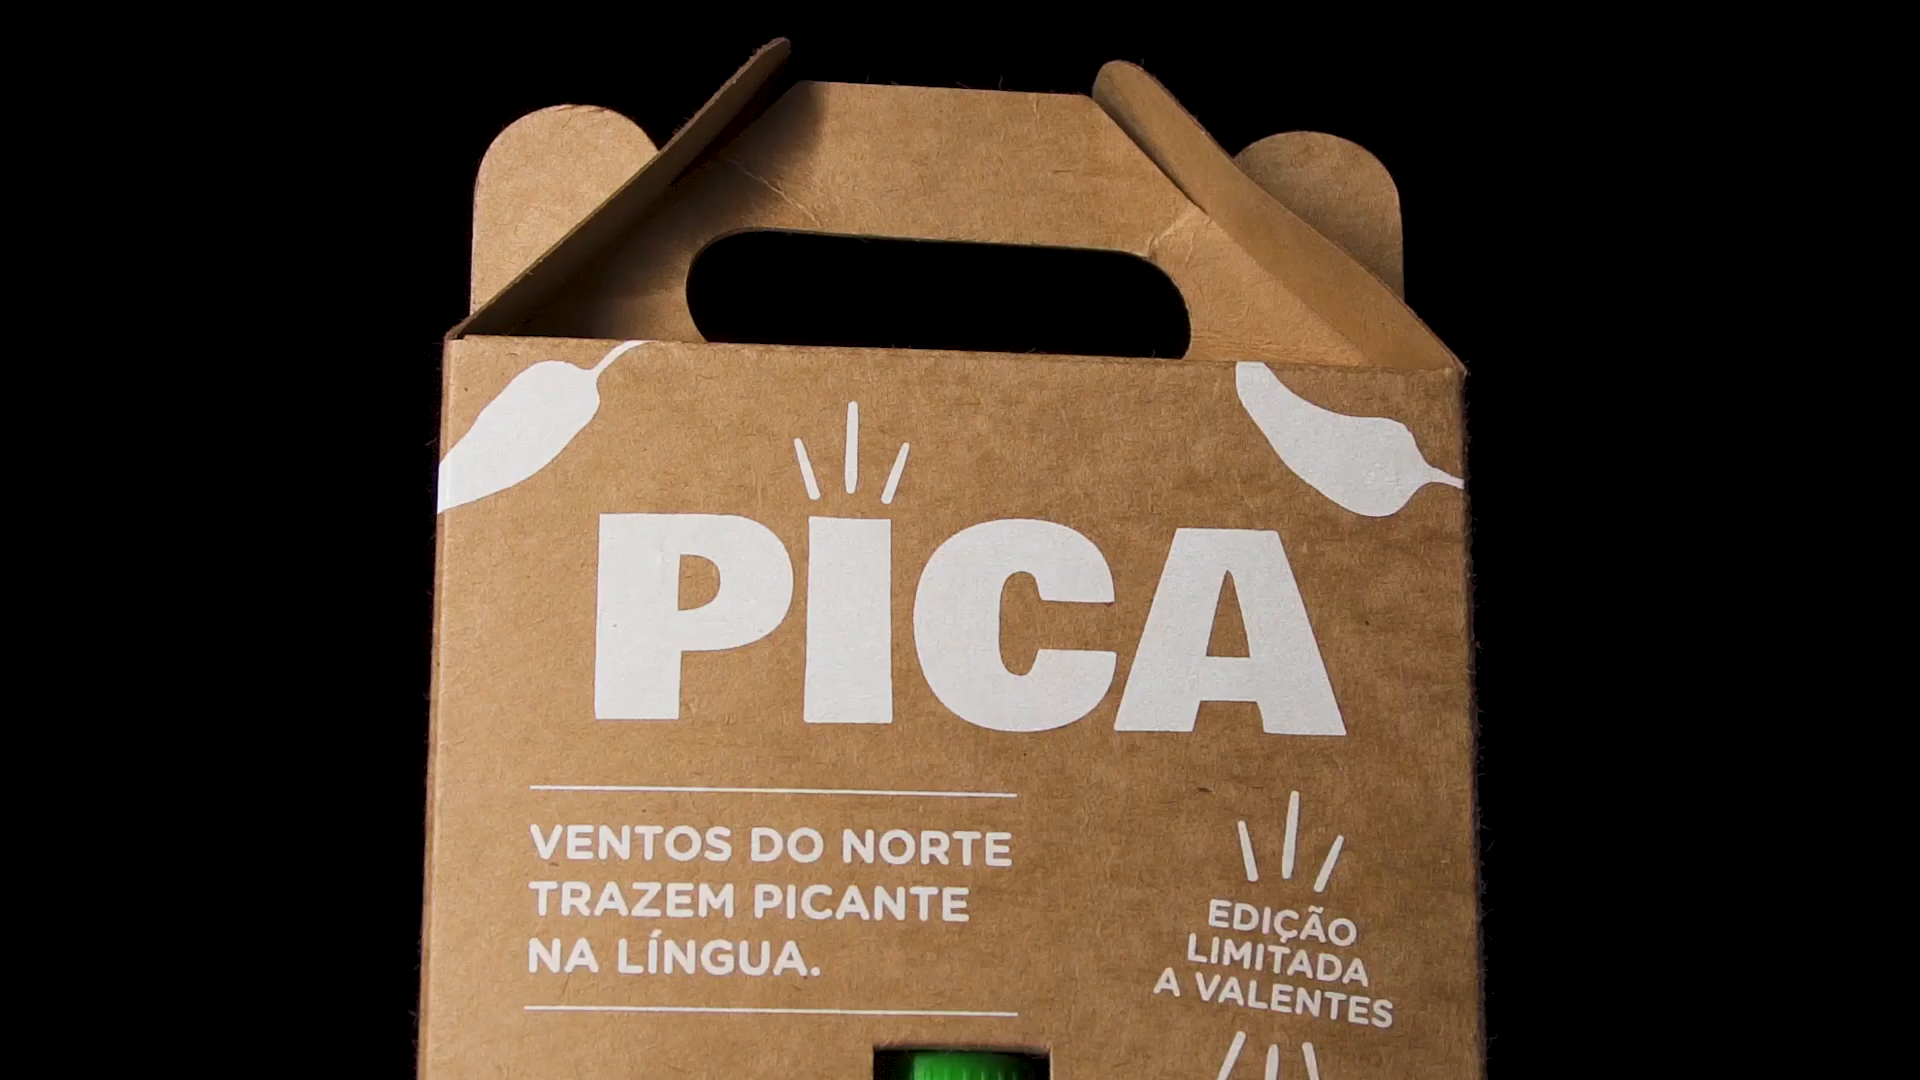 PICA
VENTOS DO NORTE
TRAZEM PICANTE
NA LÍNGUA.
EDIÇÃO
LIMITADA
A VALENTES